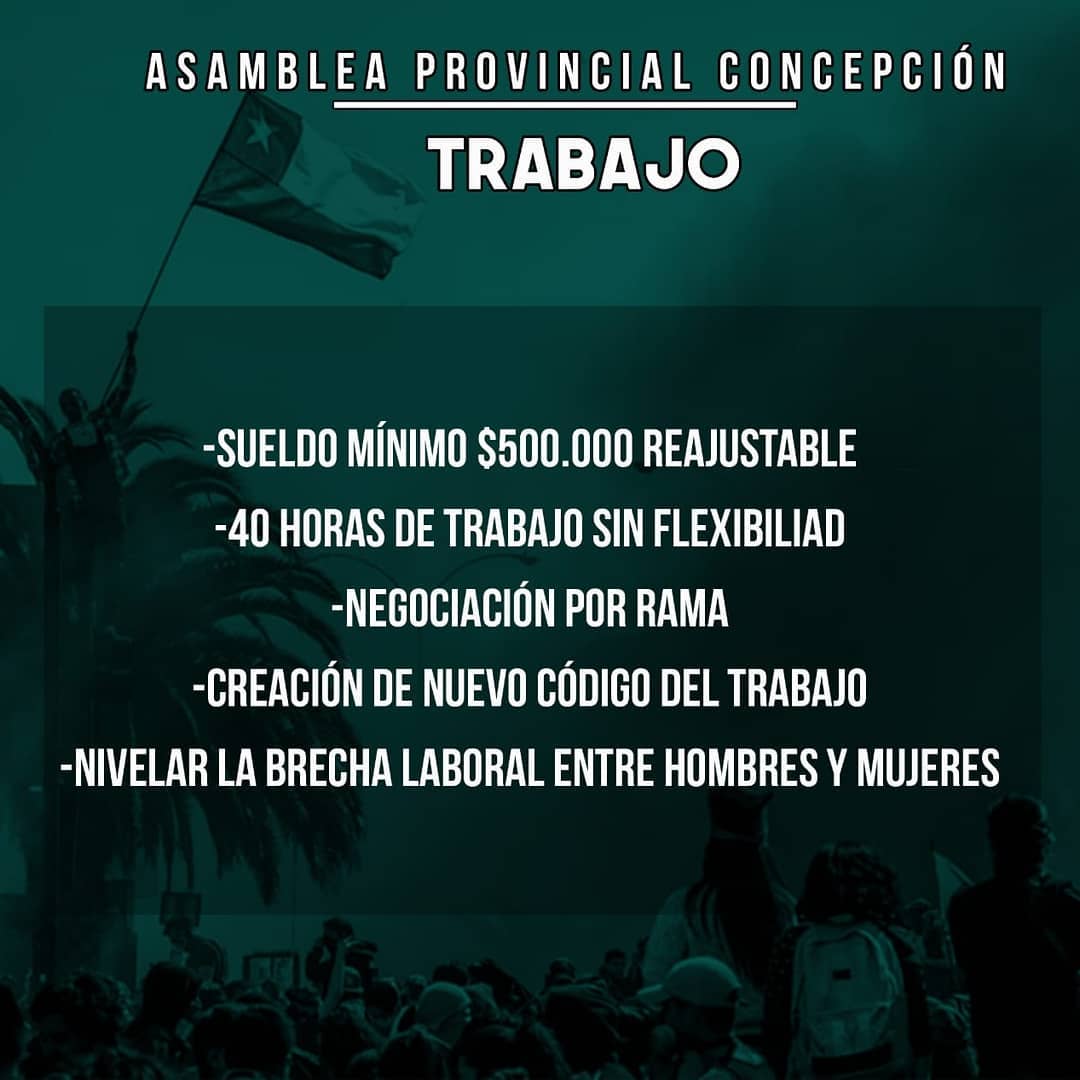 ASAMBLEA PROVINCIAL CONCEPCIÓN
TRABAJO
-SUELDO MÍNIMO $500.000 REAJUSTABLE
-40 HORAS DE TRABAJO SIN FLEXIBILIAD
-NEGOCIACIÓN POR RAMA
-CREACIÓN DE NUEVO CÓDIGO DEL TRABAJO
-NIVELAR LA BRECHA LABORAL ENTRE HOMBRES Y MUJERES